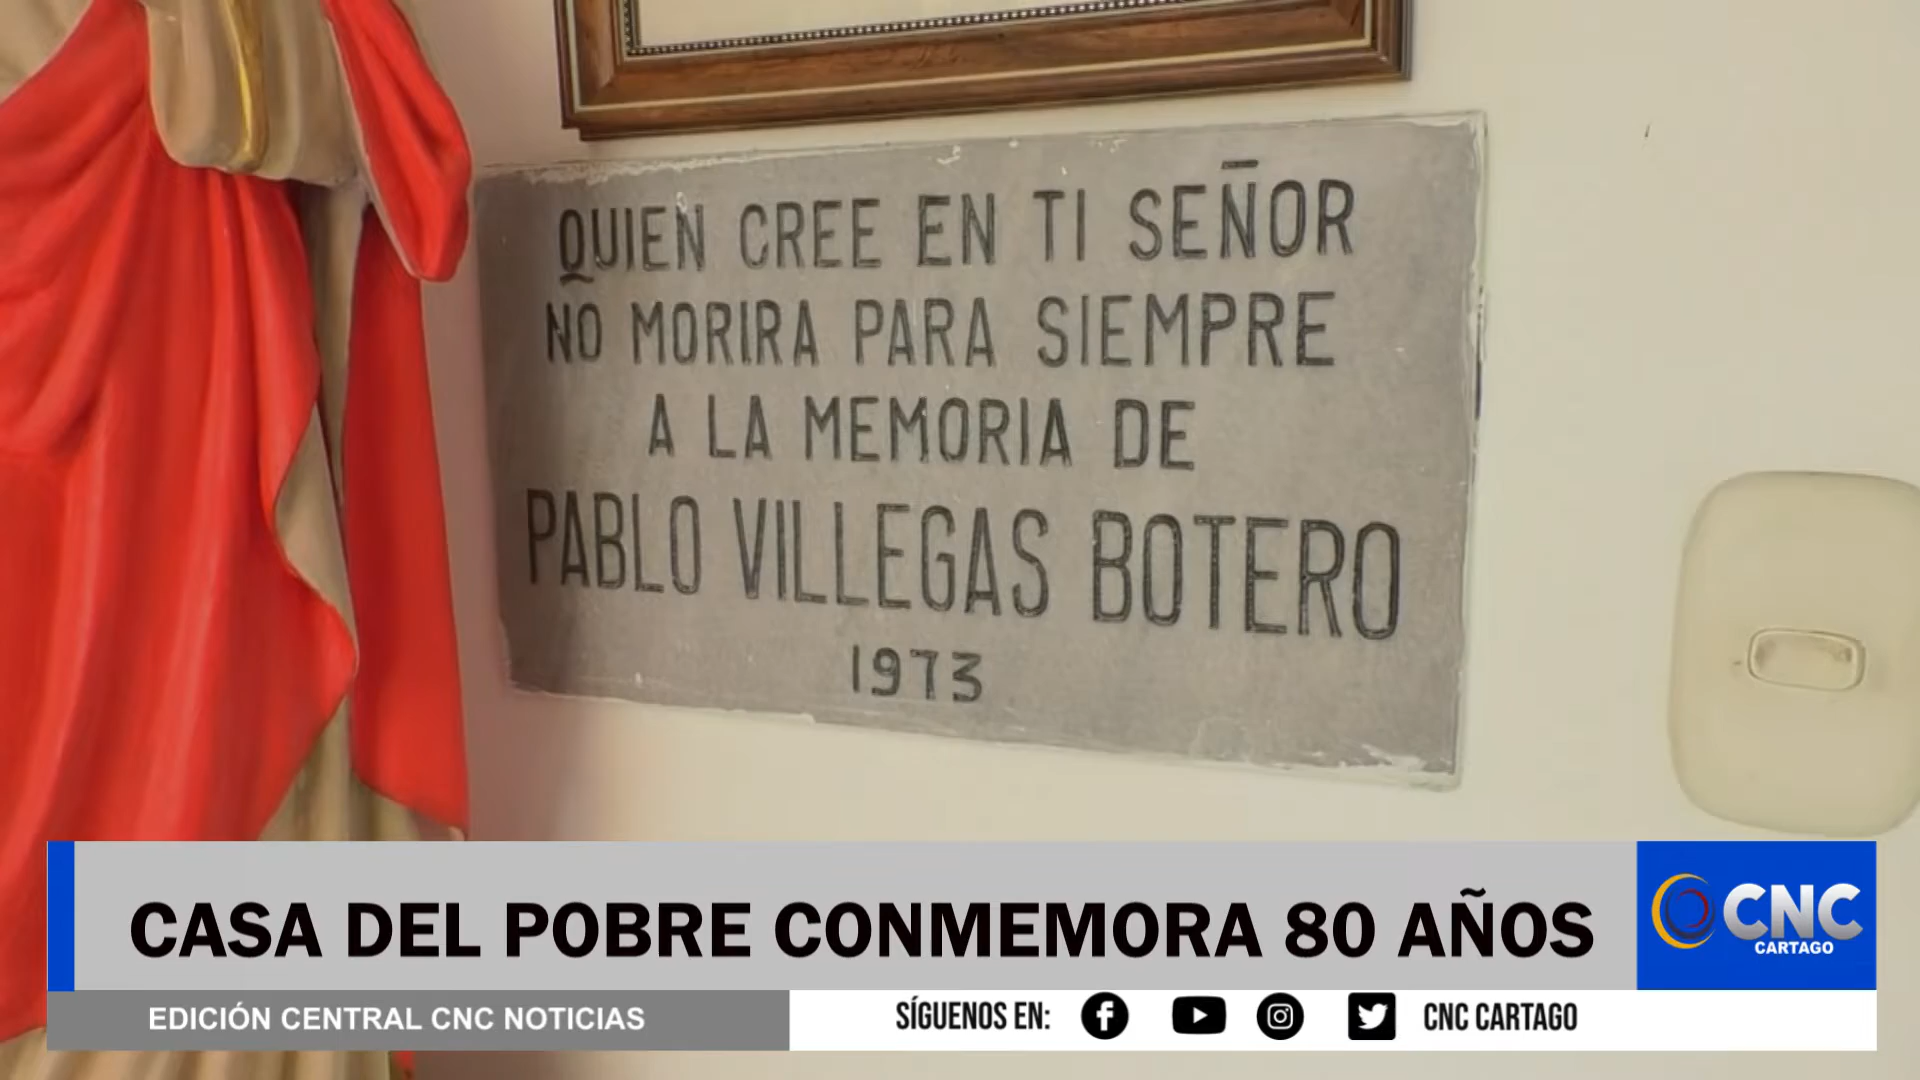 QUIEN CREE EN TI SEÑOR
NO MORIRA PARA SIEMPRE
A LA MEMORIA DE
PABLO VILLEGAS BOTERO
1973
CASA DEL POBRE CONMEMORA 80 AÑOS
CNC
CARTAGO
EDICIÓN CENTRAL CNC NOTICIAS
SÍGUENOS EN: CNC CARTAGO